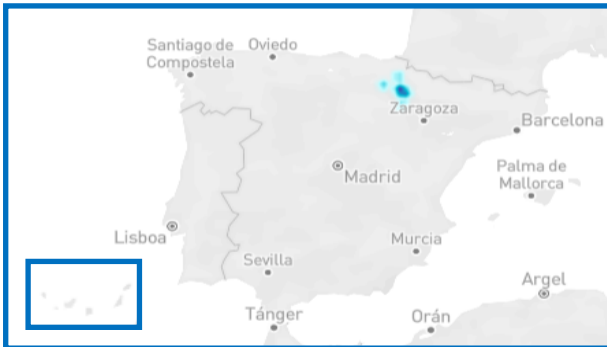 Santiago de
Compostela
Oviedo
Zaragoza
Barcelona
Madrid
Palma de
Mallorca
Lisboa
Murcia
Sevilla
Argel
Tánger
Orán